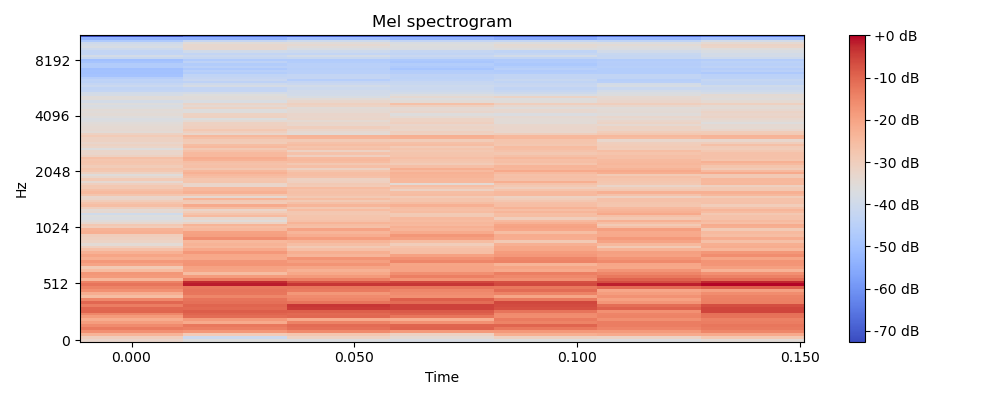 Mel spectrogram
Hz
8192
4096
2048
1024
512
0
0.000
0.050
0.100
0.150
Time
+0 dB
-10 dB
-20 dB
-30 dB
-40 dB
-50 dB
-60 dB
-70 dB